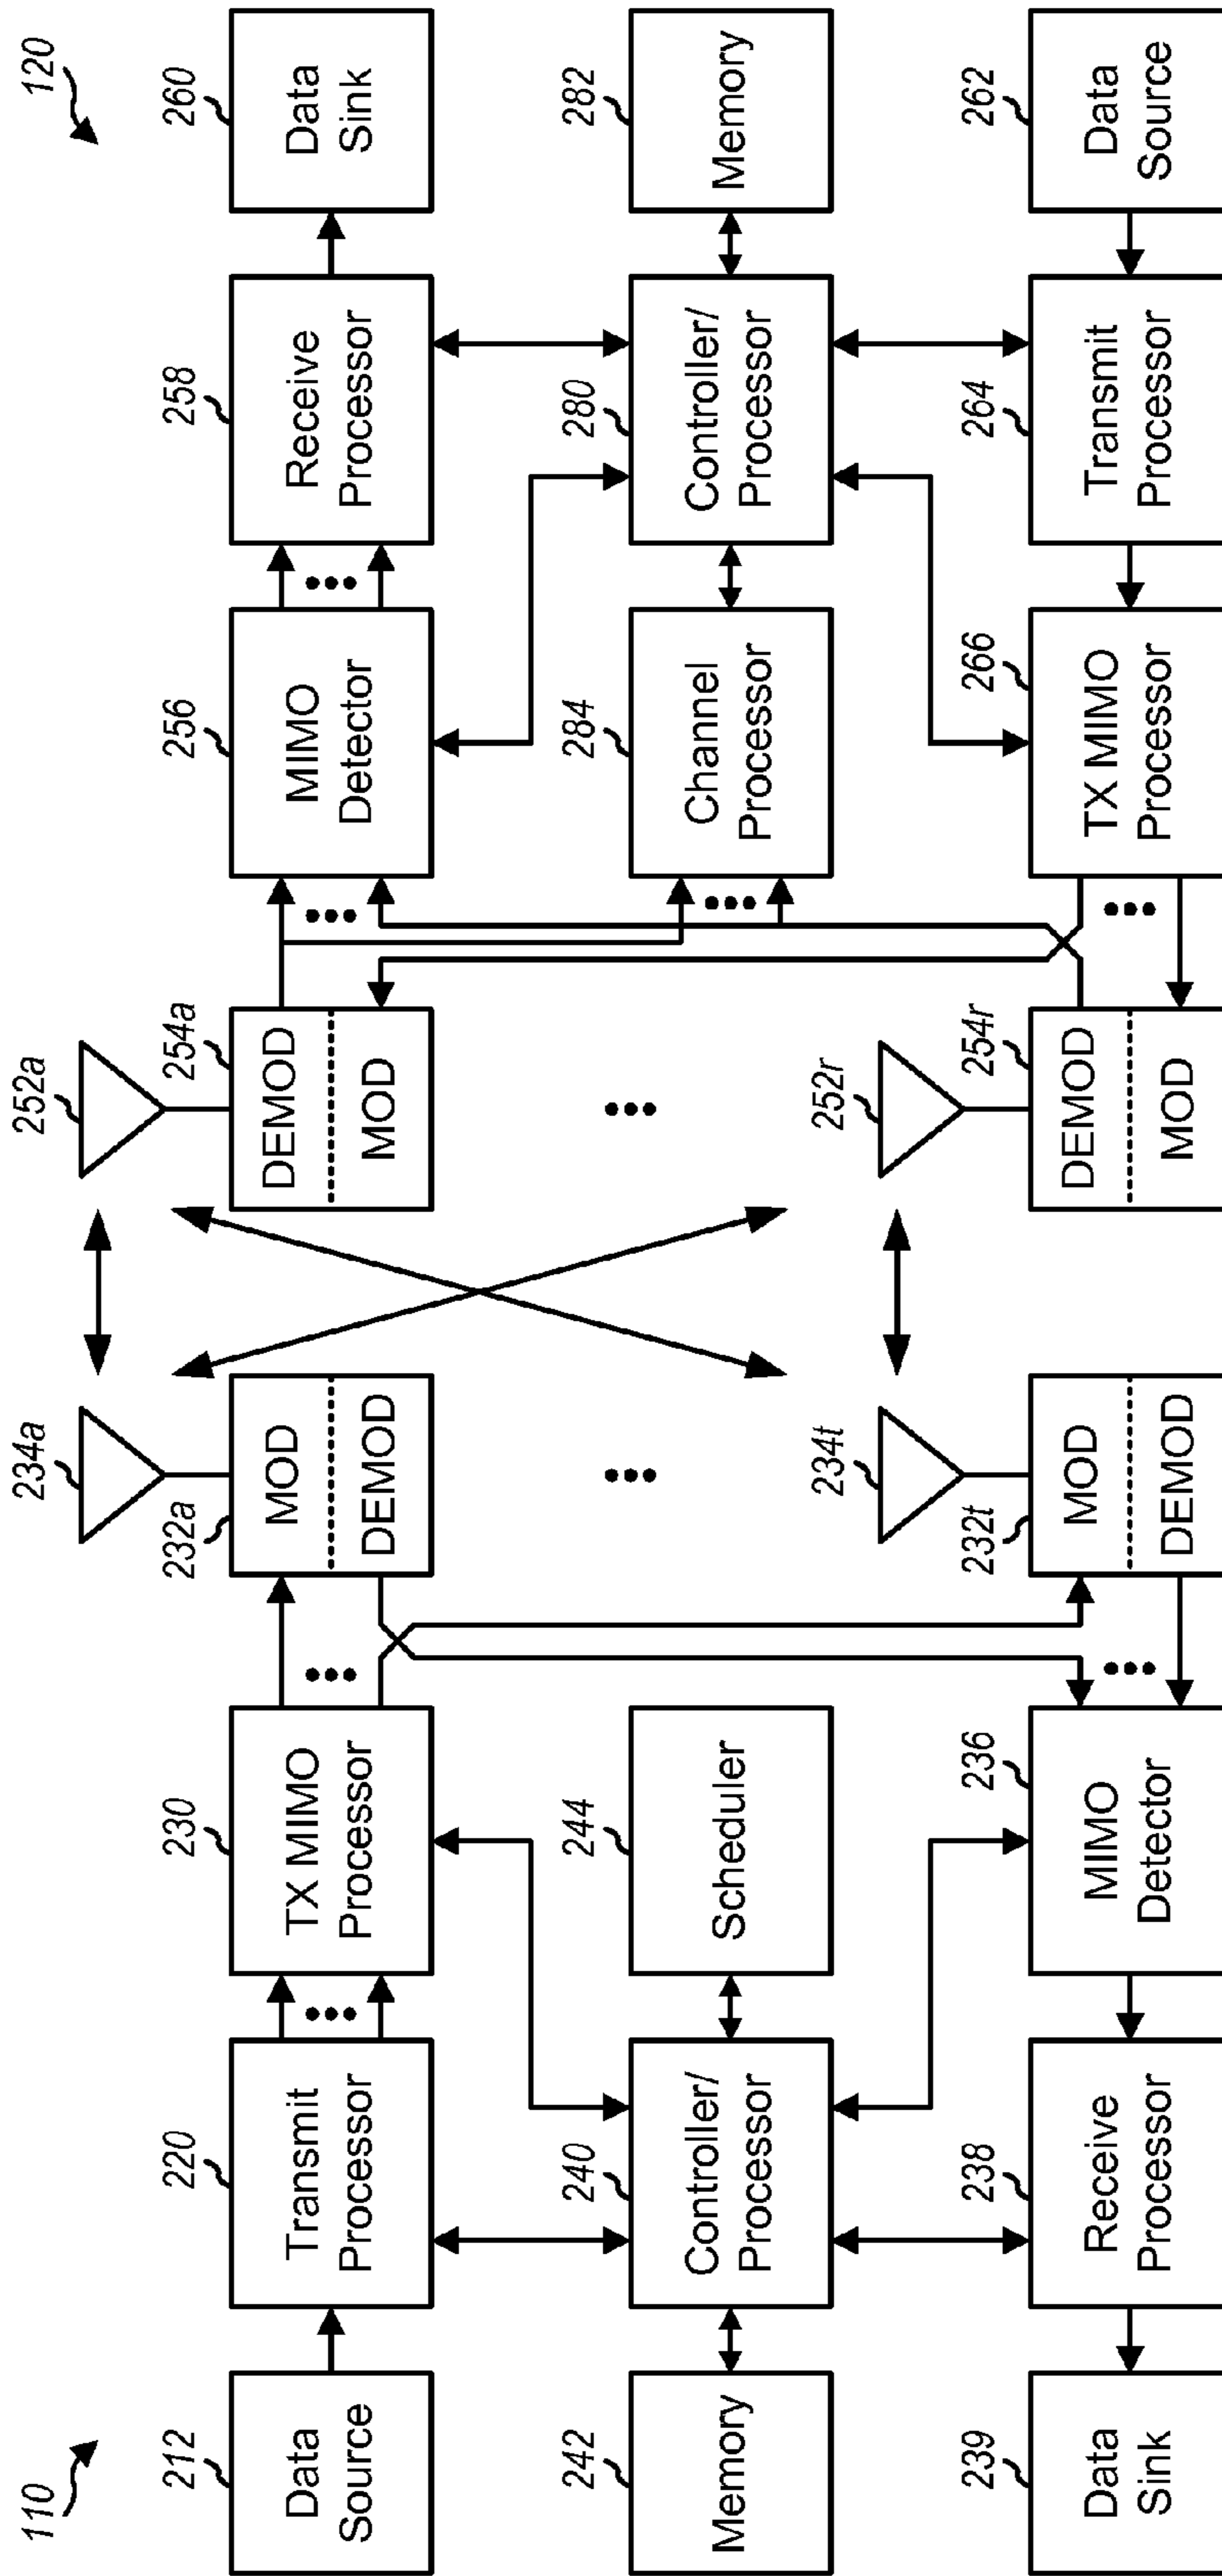 110
120
212
Data
Source
220
Transmit
Processor
230
TX MIMO
Processor
232a
MOD
DEMOD
234a
252a
254a
DEMOD
MOD
256
MIMO
Detector
258
Receive
Processor
260
Data
Sink
242
Memory
240
Controller/
Processor
244
Scheduler
284
Channel
Processor
280
Controller/
Processor
282
Memory
239
Data
Sink
238
Receive
Processor
236
MIMO
Detector
232t
MOD
DEMOD
234t
252r
254r
DEMOD
MOD
266
TX MIMO
Processor
264
Transmit
Processor
262
Data
Source